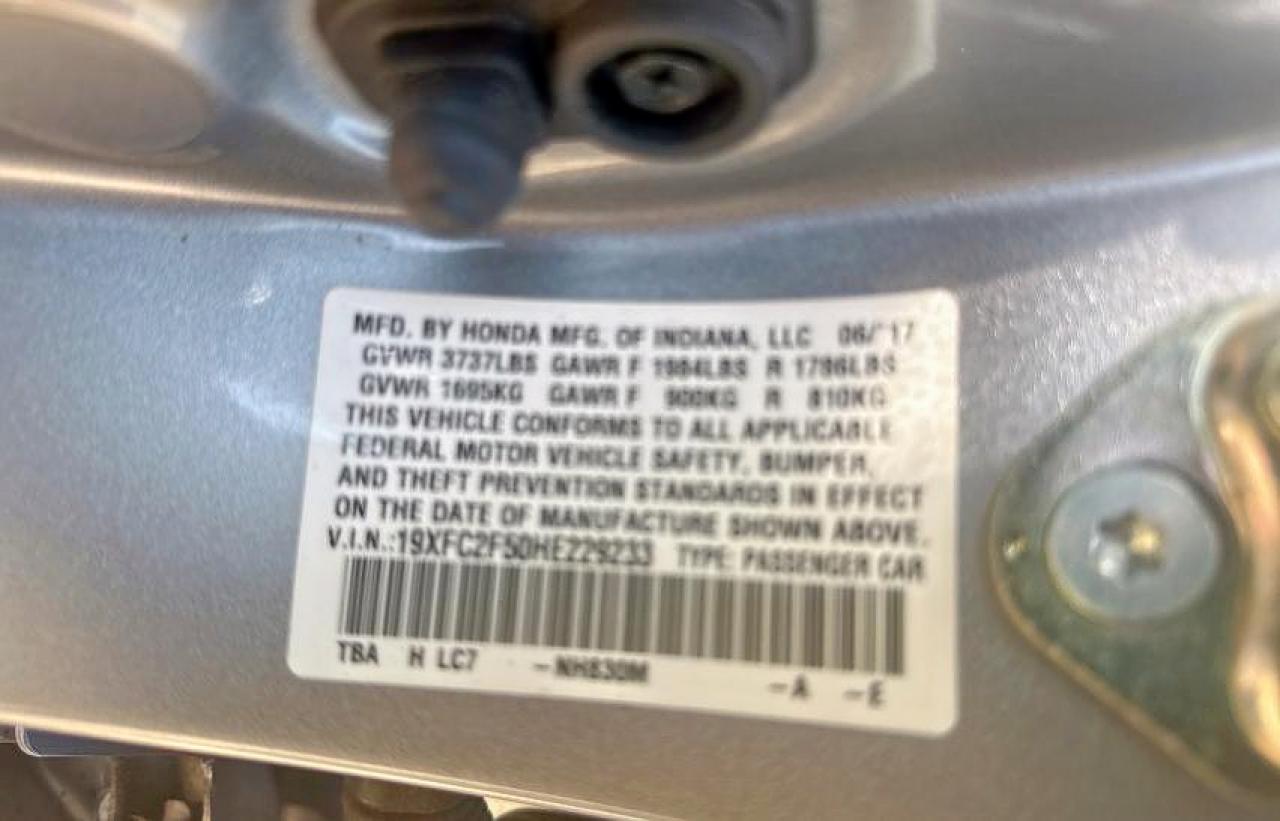 MFD. BY HONDA MFG. OF INDIANA, LLC 06/'17
GVWR 3737LBS GAWR F 1984LBS R 1786LBS
GVWR 1695KG GAWR F 900KG R 810KG
THIS VEHICLE CONFORMS TO ALL APPLICABLE
FEDERAL MOTOR VEHICLE SAFETY, BUMPER,
AND THEFT PREVENTION STANDARDS IN EFFECT
ON THE DATE OF MANUFACTURE SHOWN ABOVE.
V.I.N.:19XFC2F50HE229233 TYPE: PASSENGER CAR
TBA H LC7 -NH830M
-A -E